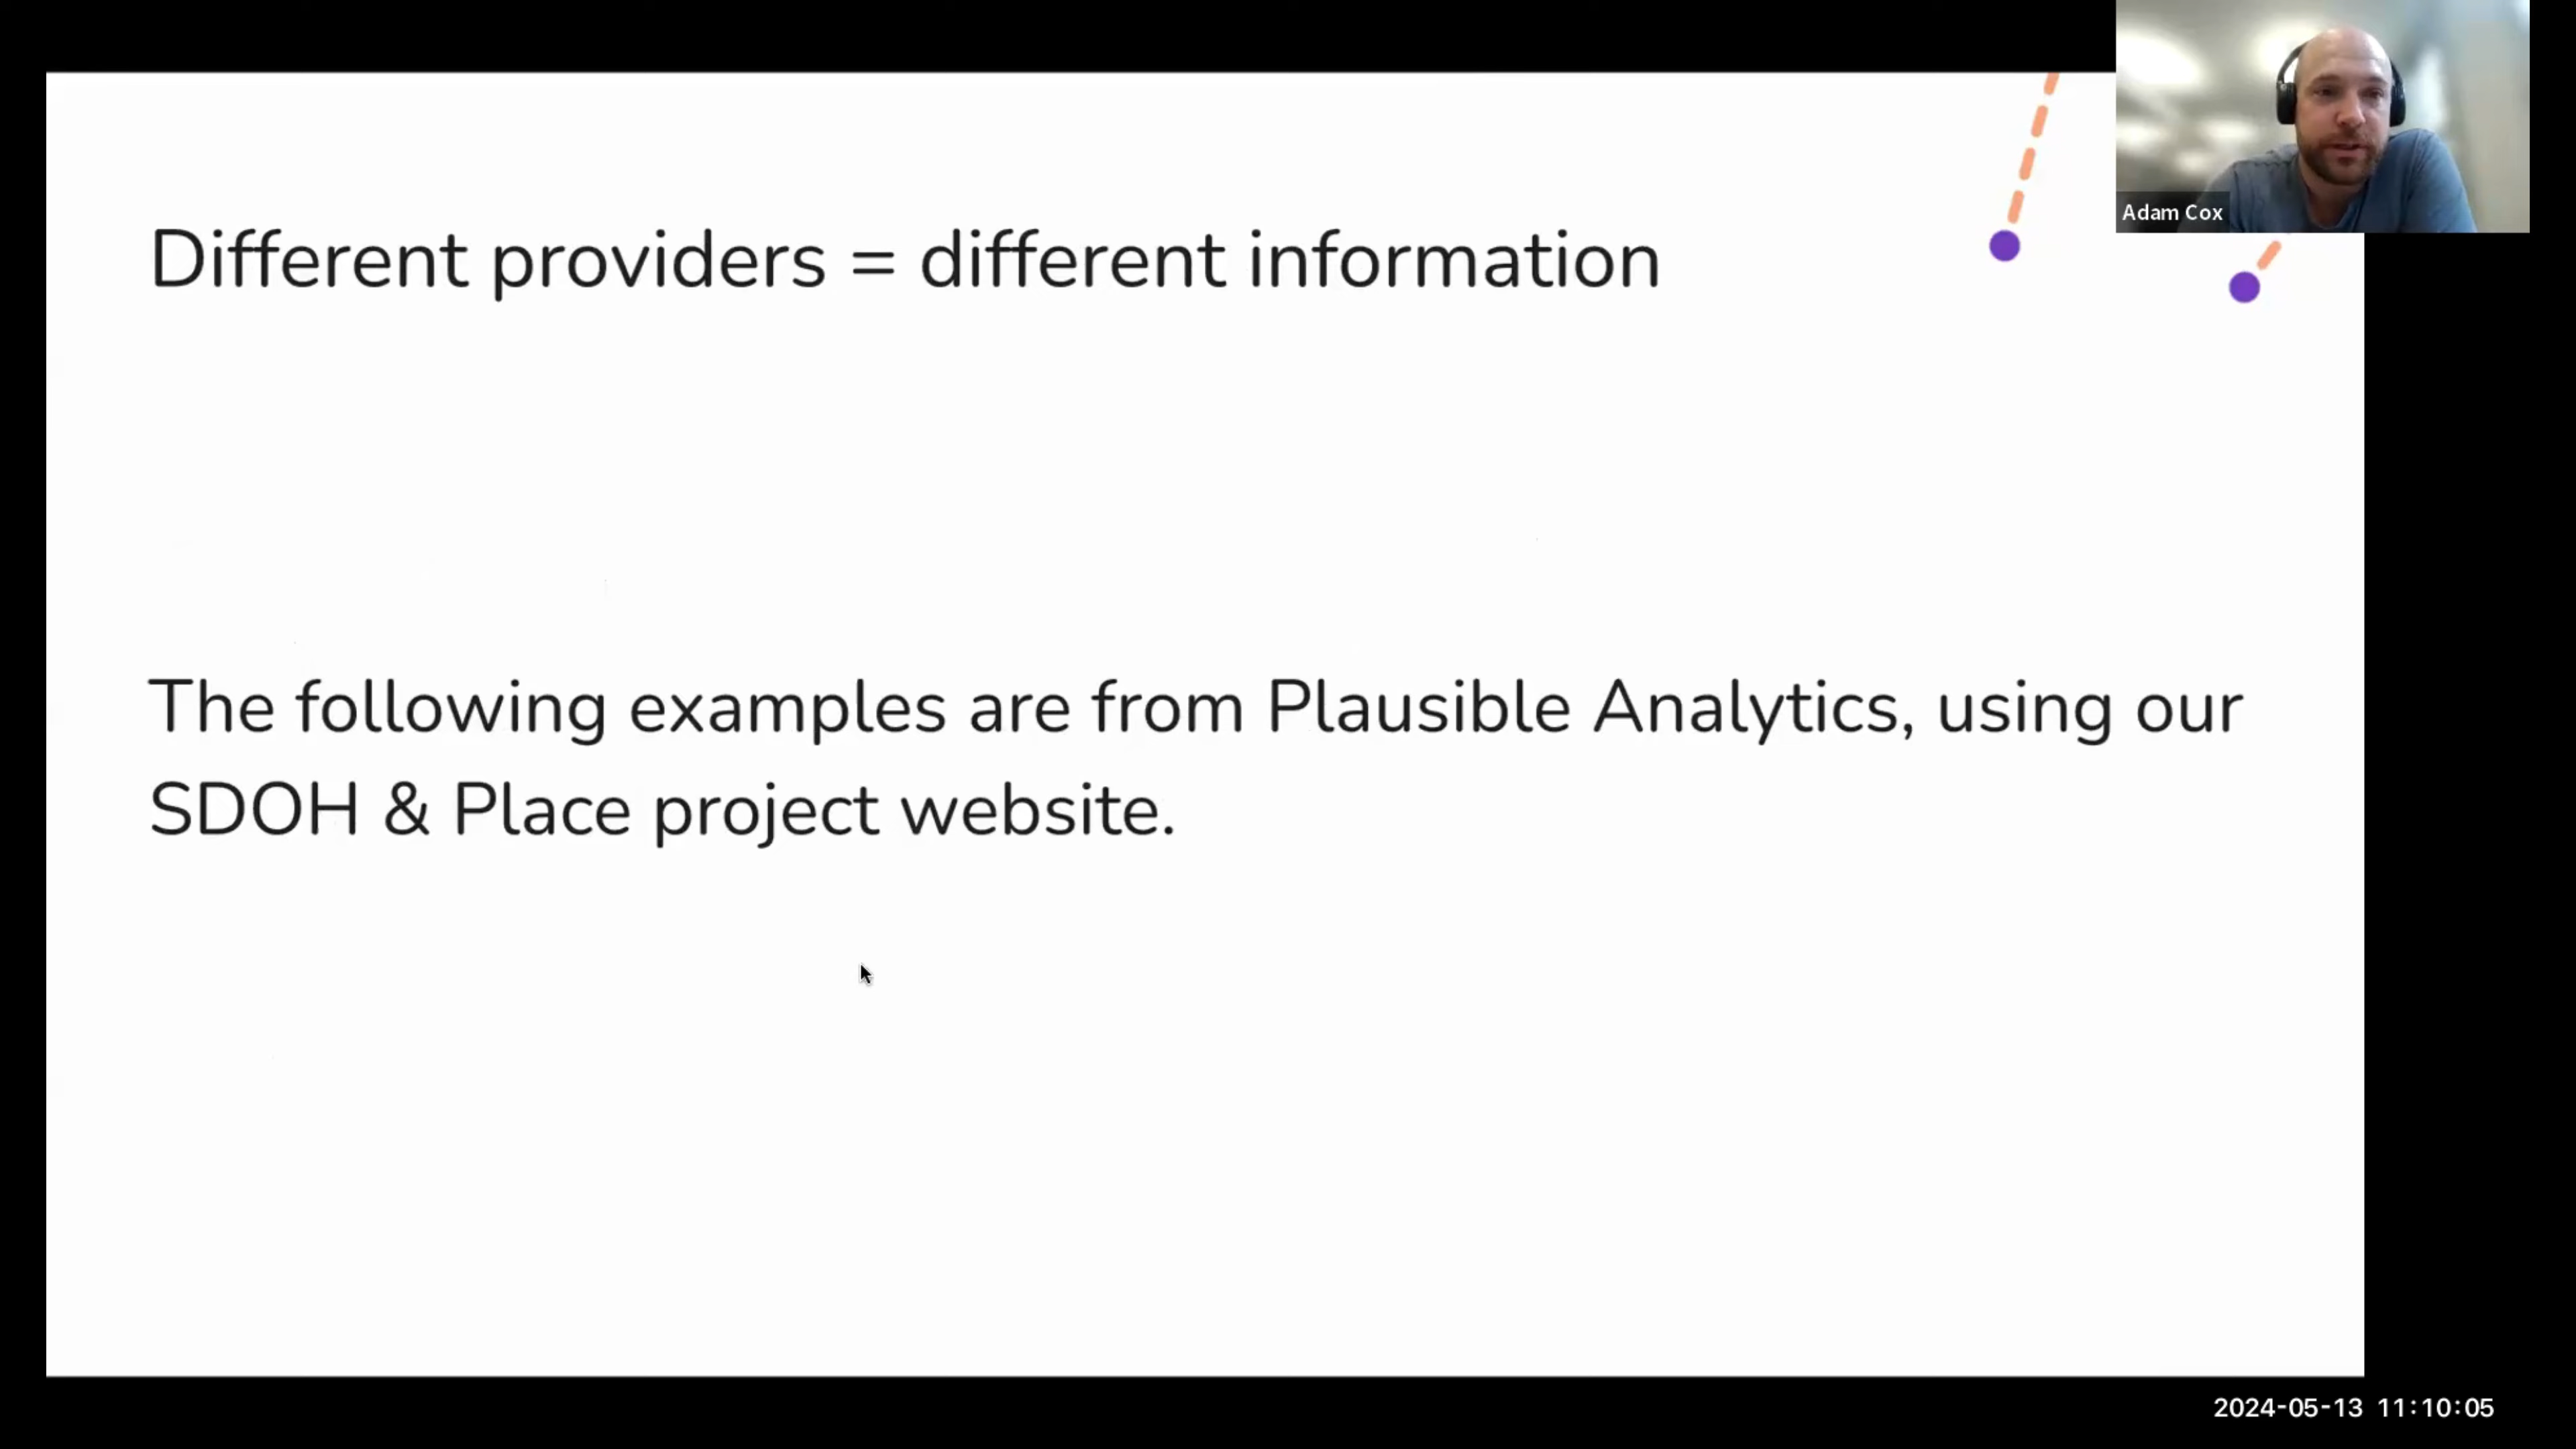 Adam Cox
Different providers = different information
The following examples are from Plausible Analytics, using our
SDOH & Place project website.
2024-05-13 11:10:05